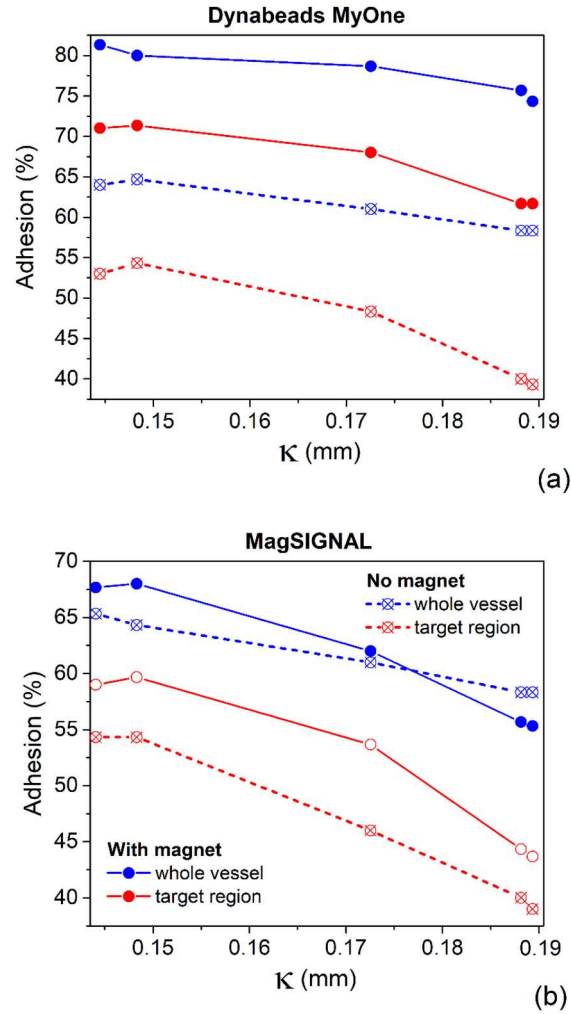 Dynabeads MyOne
80
75
70
65
60
55
50
45
40
Adhesion (%)
0.15 0.16 0.17 0.18 0.19
κ (mm)
(a)
MagSIGNAL
70
65
60
55
50
45
40
Adhesion (%)
No magnet
whole vessel
target region
With magnet
whole vessel
target region
0.15 0.16 0.17 0.18 0.19
κ (mm)
(b)